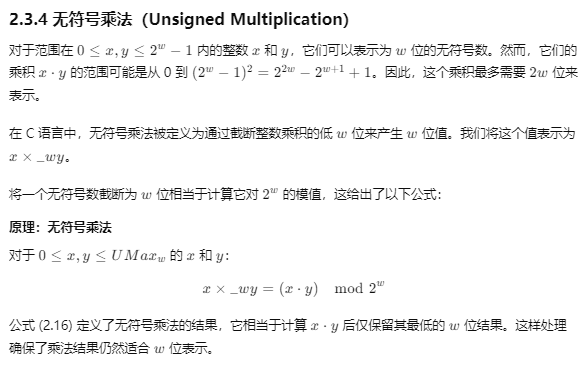 2.3.4 无符号乘法（Unsigned Multiplication）
对于范围在 0 ≤ x, y ≤ 2^w − 1 内的整数 x 和 y，它们可以表示为 w 位的无符号数。然而，它们的
乘积 x · y 的范围可能是从 0 到 (2^w − 1)^2 = 2^{2w} − 2^{w+1} + 1。因此，这个乘积最多需要 2w 位来
表示。
在 C 语言中，无符号乘法被定义为通过截断整数乘积的低 w 位来产生 w 位值。我们将这个值表示为
x × _wy。
将一个无符号数截断为 w 位相当于计算它对 2^w 的模值，这给出了以下公式：
原理：无符号乘法
对于 0 ≤ x, y ≤ UMax_w 的 x 和 y：
x × _wy = (x · y) mod 2^w
公式 (2.16) 定义了无符号乘法的结果，它相当于计算 x · y 后仅保留其最低的 w 位结果。这样处理
确保了乘法结果仍然适合 w 位表示。